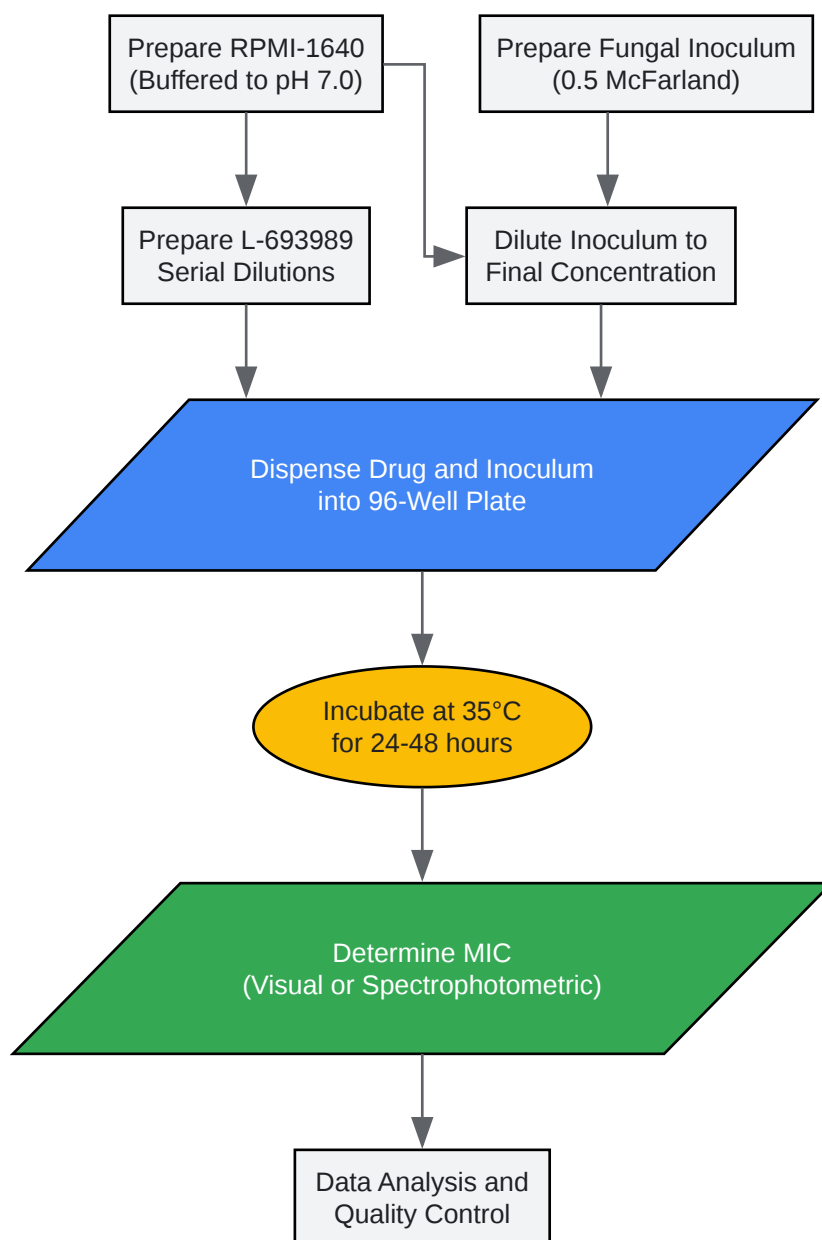 Prepare RPMI-1640
(Buffered to pH 7.0)
Prepare Fungal Inoculum
(0.5 McFarland)
Prepare L-693989
Serial Dilutions
Dilute Inoculum to
Final Concentration
Dispense Drug and Inoculum
into 96-Well Plate
Incubate at 35°C
for 24-48 hours
Determine MIC
(Visual or Spectrophotometric)
Data Analysis and
Quality Control